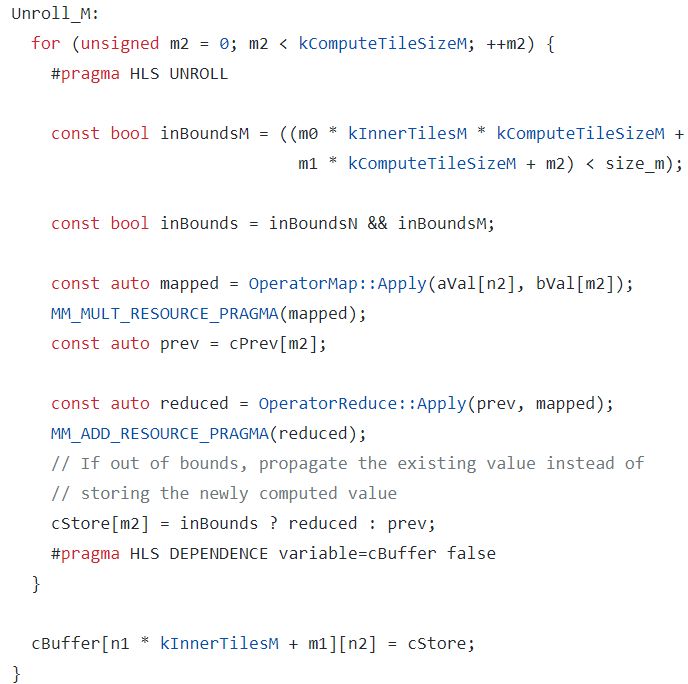 Unroll_M:
  for (unsigned m2 = 0; m2 < kComputeTileSizeM; ++m2) {
    #pragma HLS UNROLL

    const bool inBoundsM = ((m0 * kInnerTilesM * kComputeTileSizeM +
                             m1 * kComputeTileSizeM + m2) < size_m);

    const bool inBounds = inBoundsN && inBoundsM;

    const auto mapped = OperatorMap::Apply(aVal[n2], bVal[m2]);
    MM_MULT_RESOURCE_PRAGMA(mapped);
    const auto prev = cPrev[m2];

    const auto reduced = OperatorReduce::Apply(prev, mapped);
    MM_ADD_RESOURCE_PRAGMA(reduced);
    // If out of bounds, propagate the existing value instead of
    // storing the newly computed value
    cStore[m2] = inBounds ? reduced : prev;
    #pragma HLS DEPENDENCE variable=cBuffer false
  }

  cBuffer[n1 * kInnerTilesM + m1][n2] = cStore;
}